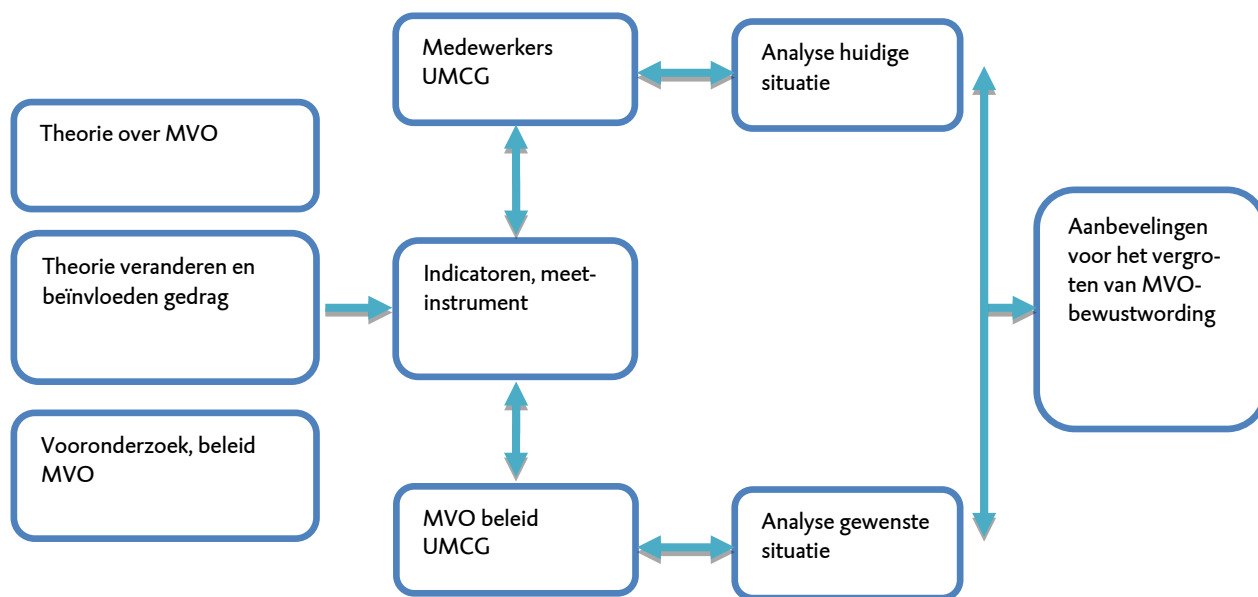 Theorie over MVO
Theorie veranderen en
beïnvloeden gedrag
Vooronderzoek, beleid
MVO
Medewerkers
UMCG
Indicatoren, meet-
instrument
MVO beleid
UMCG
Analyse huidige
situatie
Analyse gewenste
situatie
Aanbevelingen
voor het vergro-
ten van MVO-
bewustwording